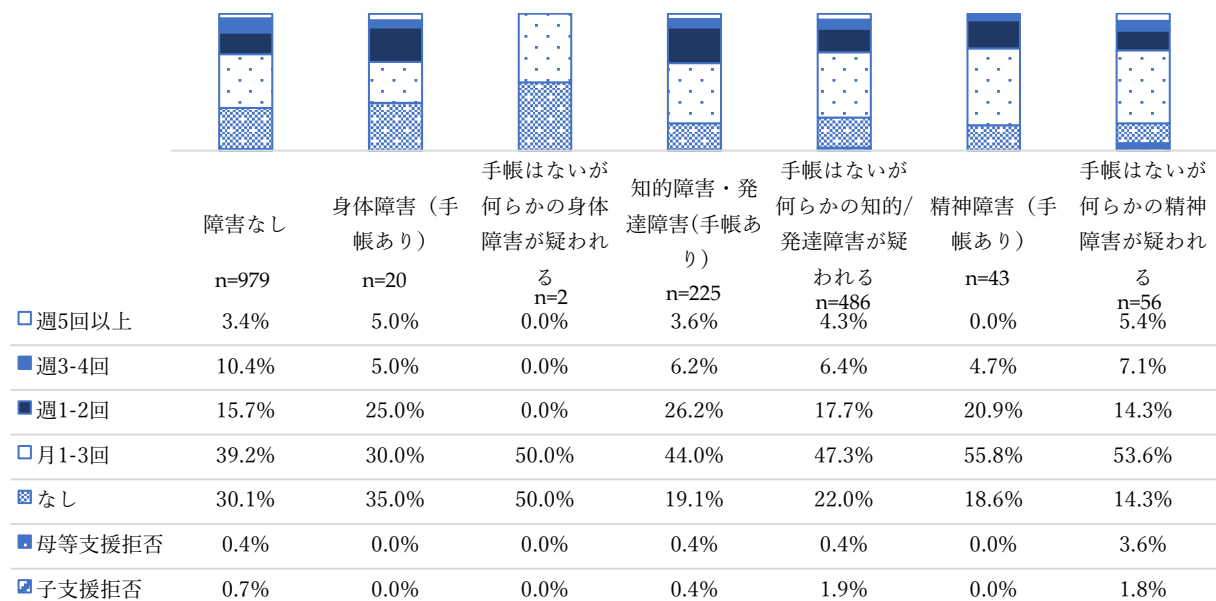 障害なし
n=979
身体障害（手
帳あり）
n=20
手帳はないが
何らかの身体
障害が疑われ
る
n=2
知的障害・発
達障害(手帳あ
り）
n=225
手帳はないが
何らかの知的/
発達障害が疑
われる
n=486
精神障害（手
帳あり）
n=43
手帳はないが
何らかの精神
障害が疑われ
る
n=56
週5回以上 3.4% 5.0% 0.0% 3.6% 4.3% 0.0% 5.4%
週3-4回 10.4% 5.0% 0.0% 6.2% 6.4% 4.7% 7.1%
週1-2回 15.7% 25.0% 0.0% 26.2% 17.7% 20.9% 14.3%
月1-3回 39.2% 30.0% 50.0% 44.0% 47.3% 55.8% 53.6%
なし 30.1% 35.0% 50.0% 19.1% 22.0% 18.6% 14.3%
母等支援拒否 0.4% 0.0% 0.0% 0.4% 0.4% 0.0% 3.6%
子支援拒否 0.7% 0.0% 0.0% 0.4% 1.9% 0.0% 1.8%